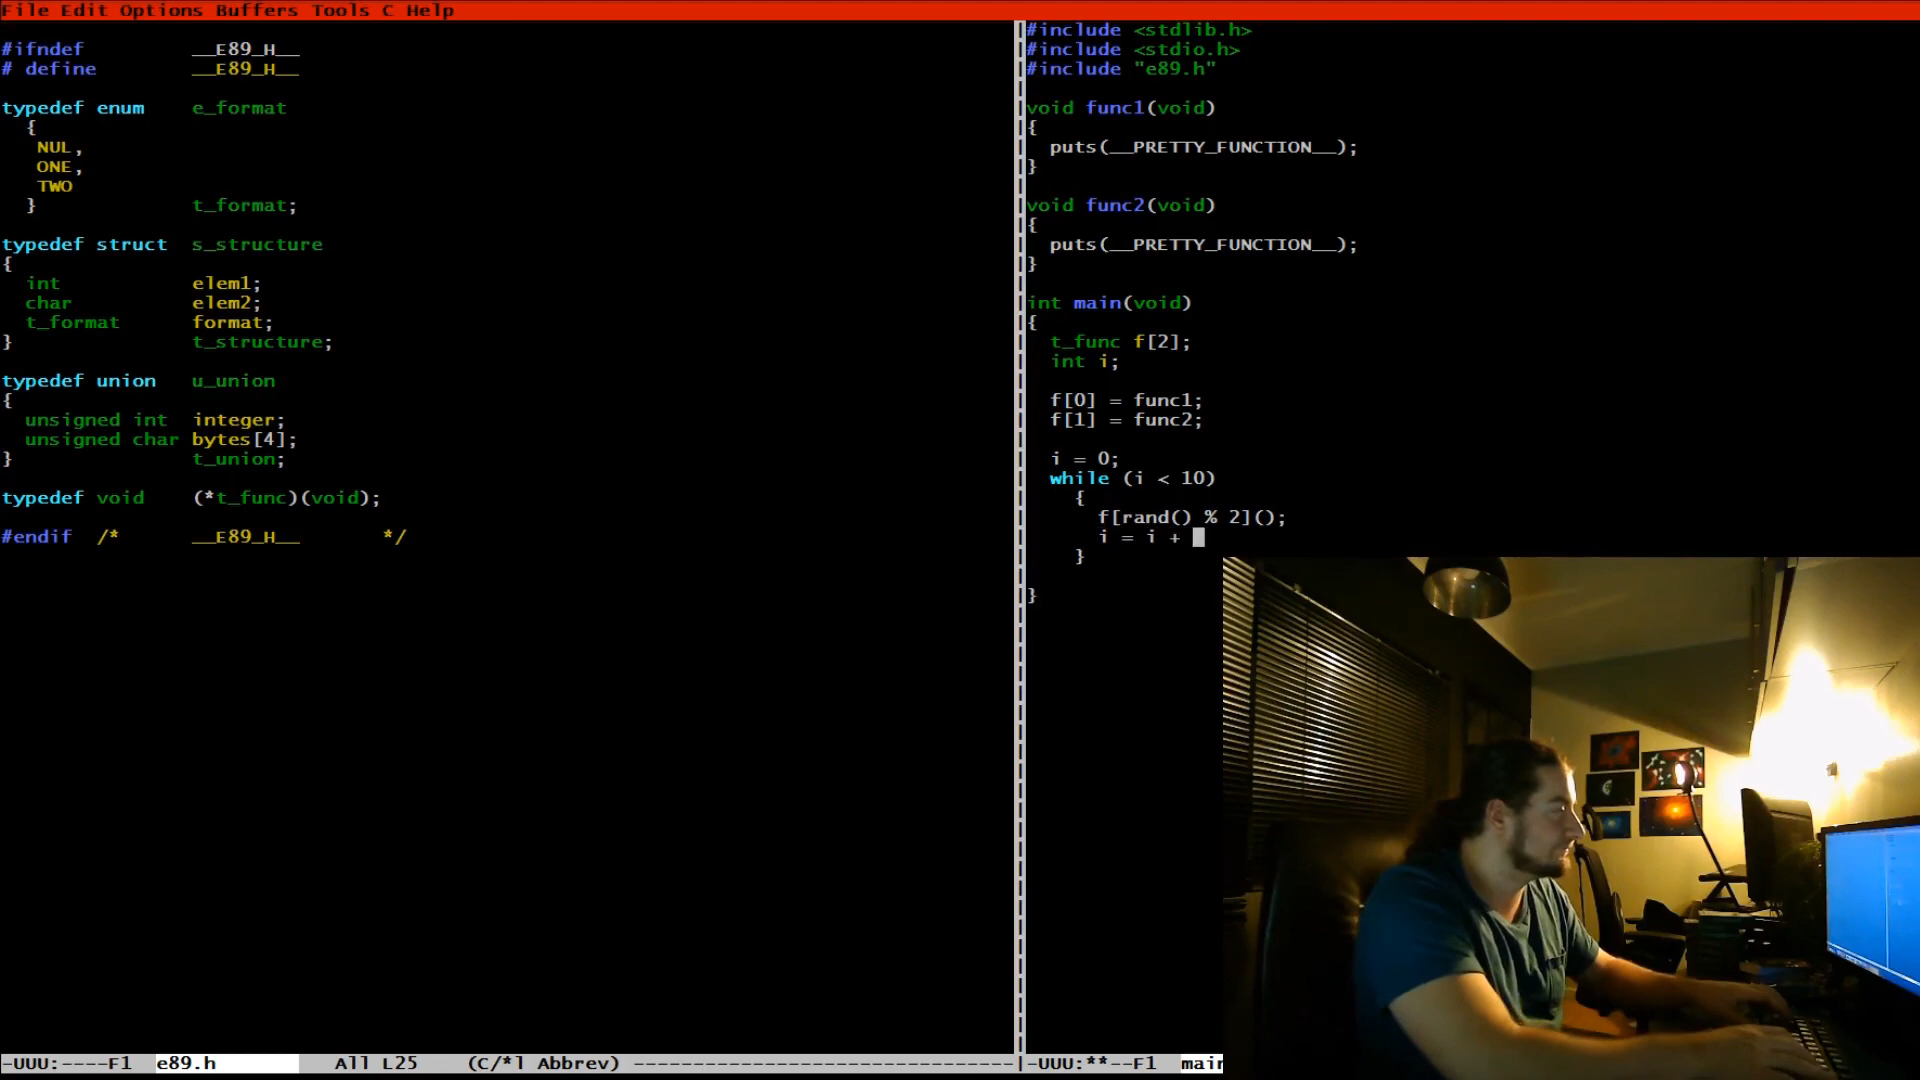 File Edit Options Buffers Tools C Help
#ifndef __E89_H__
# define __E89_H__
typedef enum e_format
{
NUL,
ONE,
TWO
} t_format;
typedef struct s_structure
{
int elem1;
char elem2;
t_format format;
} t_structure;
typedef union u_union
{
unsigned int integer;
unsigned char bytes[4];
} t_union;
typedef void (*t_func)(void);
#endif /* __E89_H__ */
-UUU:----F1 e89.h All L25 (C/*l Abbrev) --------------------------------
#include <stdlib.h>
#include <stdio.h>
#include "e89.h"
void func1(void)
{
puts(__PRETTY_FUNCTION__);
}
void func2(void)
{
puts(__PRETTY_FUNCTION__);
}
int main(void)
{
t_func f[2];
int i;
f[0] = func1;
f[1] = func2;
i = 0;
while (i < 10)
{
f[rand() % 2]();
i = i +
}
}
-UUU:**--F1 main